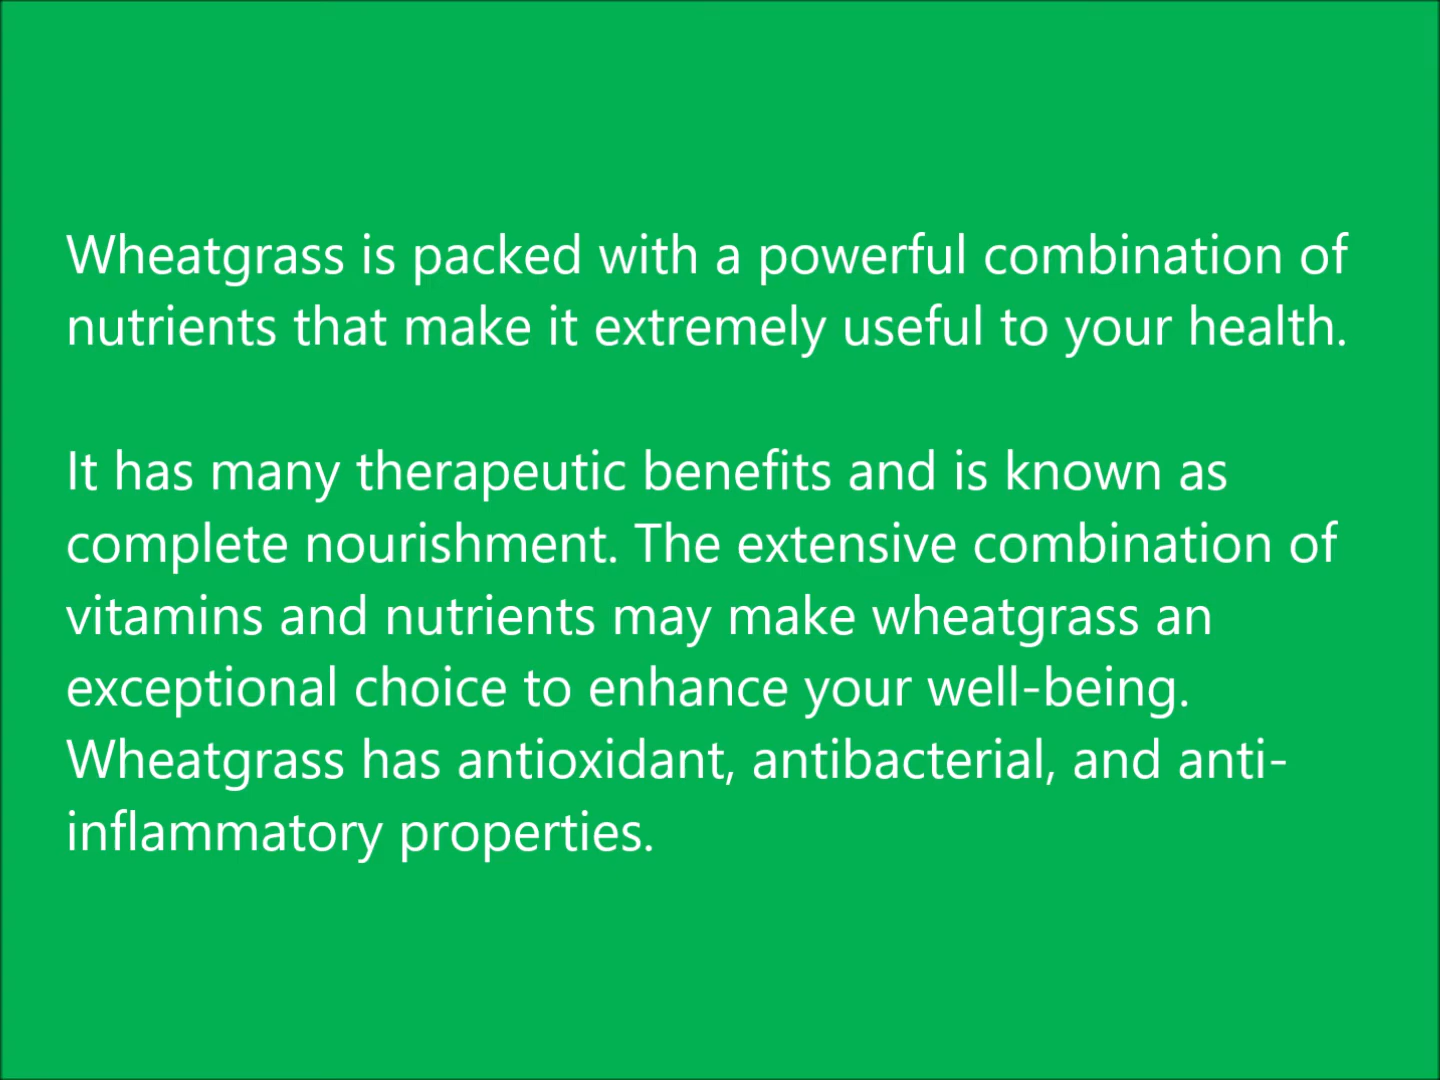 Wheatgrass is packed with a powerful combination of
nutrients that make it extremely useful to your health.
It has many therapeutic benefits and is known as
complete nourishment. The extensive combination of
vitamins and nutrients may make wheatgrass an
exceptional choice to enhance your well-being.
Wheatgrass has antioxidant, antibacterial, and anti-
inflammatory properties.